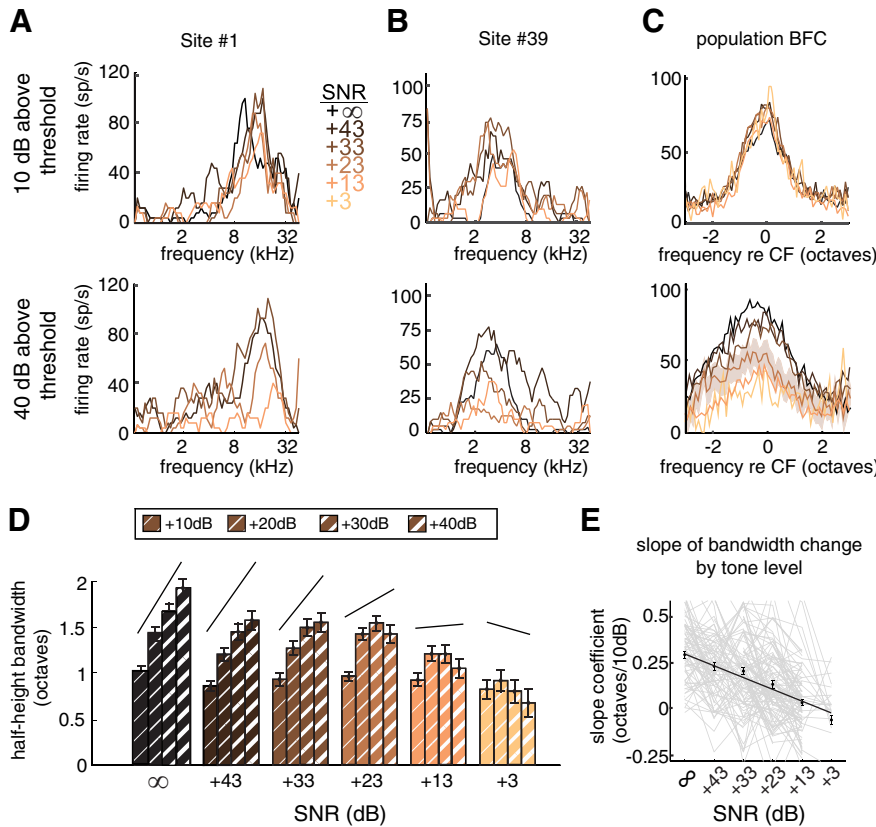 A
B
C
Site #1
Site #39
population BFC
10 dB above
threshold
firing rate (sp/s)
120
80
40
0
2
8
32
frequency (kHz)
SNR
+∞
+43
+33
+23
+13
+3
100
75
50
25
0
2
8
32
frequency (kHz)
100
50
0
-2
0
2
frequency re CF (octaves)
40 dB above
threshold
firing rate (sp/s)
120
80
40
0
2
8
32
frequency (kHz)
100
75
50
25
0
2
8
32
frequency (kHz)
100
50
0
-2
0
2
frequency re CF (octaves)
D
+10dB
+20dB
+30dB
+40dB
half-height bandwidth
(octaves)
2
1.5
1
0.5
0
∞
+43
+33
+23
+13
+3
SNR (dB)
E
slope of bandwidth change
by tone level
slope coefficient
(octaves/10dB)
0.5
0.25
0
-0.25
∞
+43
+33
+23
+13
+3
SNR (dB)